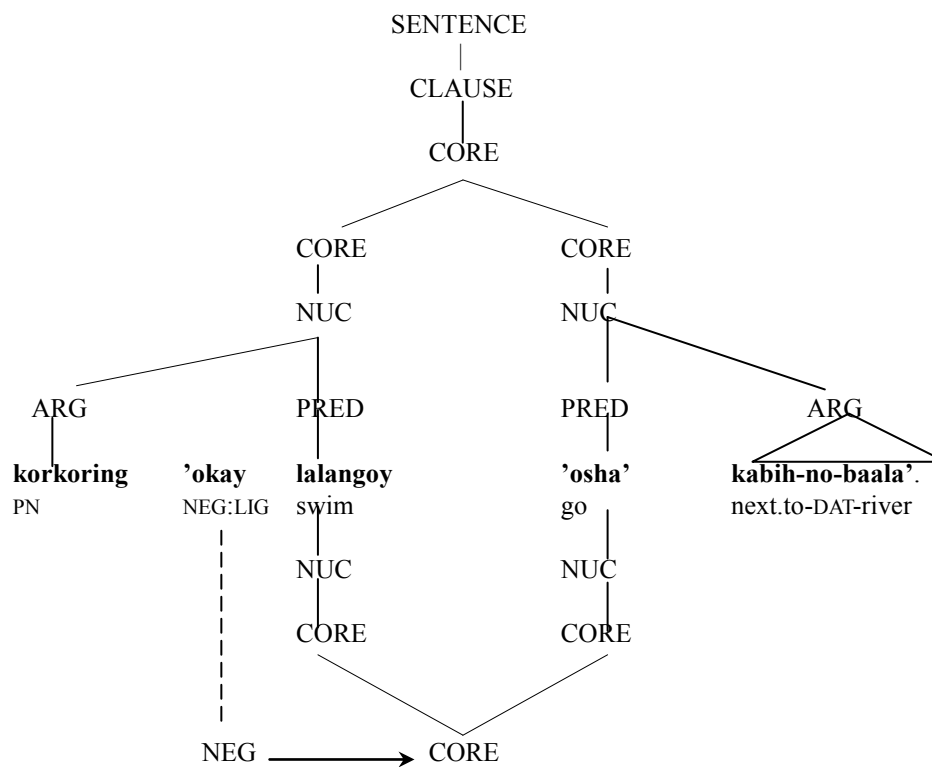 SENTENCE
CLAUSE
CORE
CORE CORE
NUC NUC
ARG PRED PRED ARG
korkoring ’okay lalangoy ’osha’ kabih-no-baala’.
PN NEG:LIG swim go next.to-DAT-river
NUC NUC
CORE CORE
NEG CORE